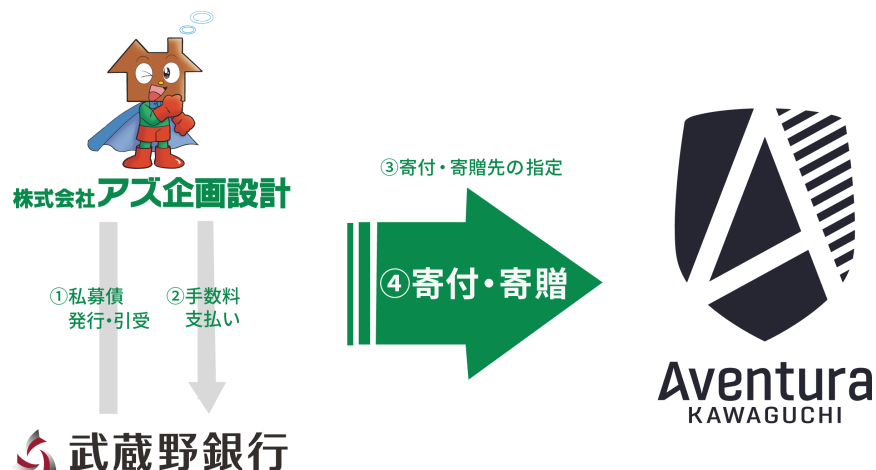 株式会社アズ企画設計
①私募債
発行・引受
②手数料
支払い
武蔵野銀行
③寄付・寄贈先の指定
④寄付・寄贈
Aventura
KAWAGUCHI